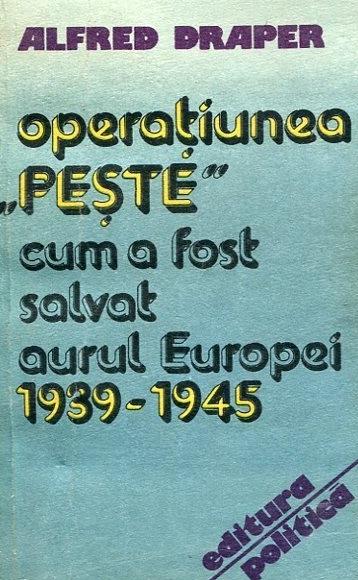 ALFRED DRAPER
operațiunea
„PEȘTE”
cum a fost
salvat
aurul Europei
1939-1945
editura
politică